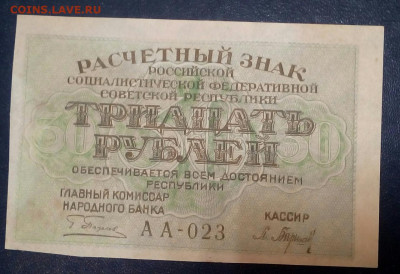 COINS.LAVE.RU
РАСЧЕТНЫЙ ЗНАК
РОССИЙСКОЙ
СОЦИАЛИСТИЧЕСКОЙ ФЕДЕРАТИВНОЙ
СОВЕТСКОЙ РЕСПУБЛИКИ
ТРИДЦАТЬ
РУБЛЕЙ
ОБЕСПЕЧИВАЕТСЯ ВСЕМ ДОСТОЯНИЕМ
РЕСПУБЛИКИ
ГЛАВНЫЙ КОМИССАР
НАРОДНОГО БАНКА
КАССИР
АА-023